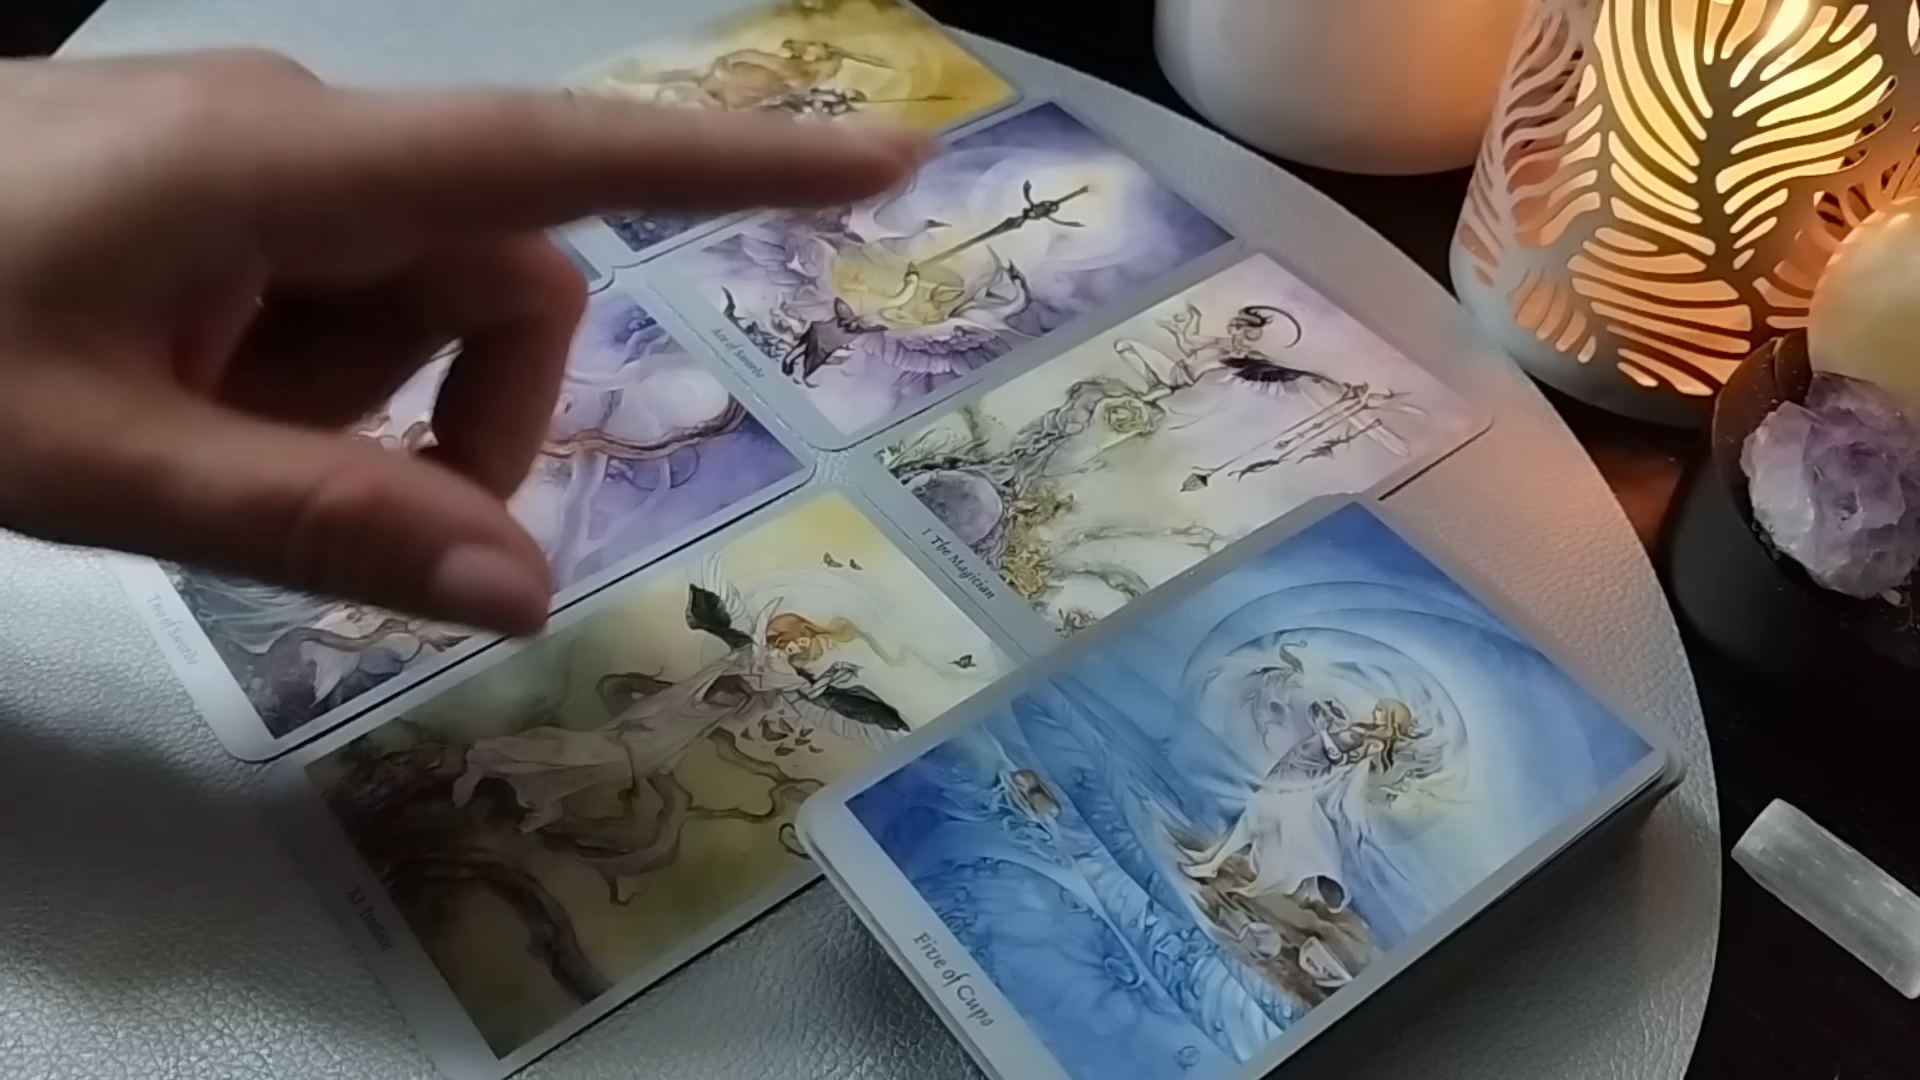 Ace of Swords
I The Magician
Two of Swords
XI Justice
Five of Cups